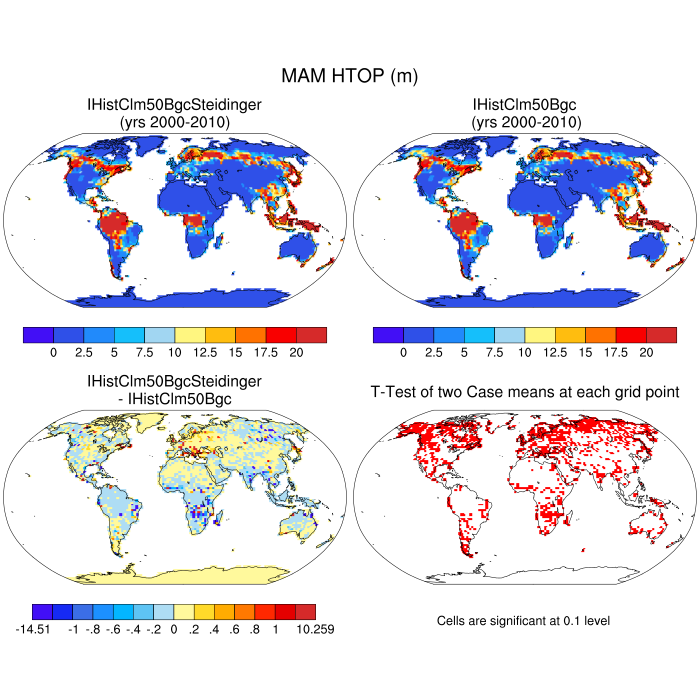 MAM HTOP (m)
IHistClm50BgcSteidinger
(yrs 2000-2010)
IHistClm50Bgc
(yrs 2000-2010)
0 2.5 5 7.5 10 12.5 15 17.5 20
0 2.5 5 7.5 10 12.5 15 17.5 20
IHistClm50BgcSteidinger
- IHistClm50Bgc
T-Test of two Case means at each grid point
-14.51 -1 -.8 -.6 -.4 -.2 0 .2 .4 .6 .8 1 10.259
Cells are significant at 0.1 level